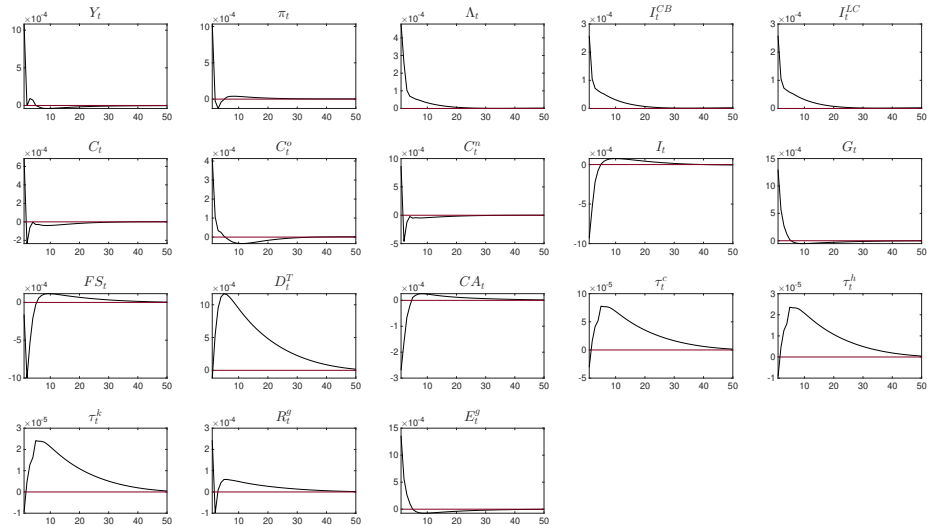 Y_t π_t Λ_t I_t^{CB} I_t^{LC}
×10^{-4} ×10^{-4} ×10^{-4} ×10^{-4} ×10^{-4}
10 10 4 3 3
5 3 2 2
5 2
1 1
0 0 1
0 0 0
10 20 30 40 50 10 20 30 40 50 10 20 30 40 50 10 20 30 40 50 10 20 30 40 50
C_t C_t^o C_t^n I_t G_t
×10^{-4} ×10^{-4} ×10^{-4} ×10^{-4} ×10^{-4}
6 4 10 0 15
4 3 5 10
2 2 -5
1 0 5
0 0
-2 -5 -10 0
10 20 30 40 50 10 20 30 40 50 10 20 30 40 50 10 20 30 40 50 10 20 30 40 50
FS_t D_t^T CA_t τ_t^c τ_t^h
×10^{-4} ×10^{-4} ×10^{-4} ×10^{-5} ×10^{-5}
0 10 0 10 3
-1 5 2
-5 5 1
-2 0 0
-10 0 -3 -5 -1
10 20 30 40 50 10 20 30 40 50 10 20 30 40 50 10 20 30 40 50 10 20 30 40 50
τ_t^k R_t^g E_t^g
×10^{-5} ×10^{-4} ×10^{-4}
3 3 15
2 2 10
1 1 5
0 0
-1 -1 0
10 20 30 40 50 10 20 30 40 50 10 20 30 40 50